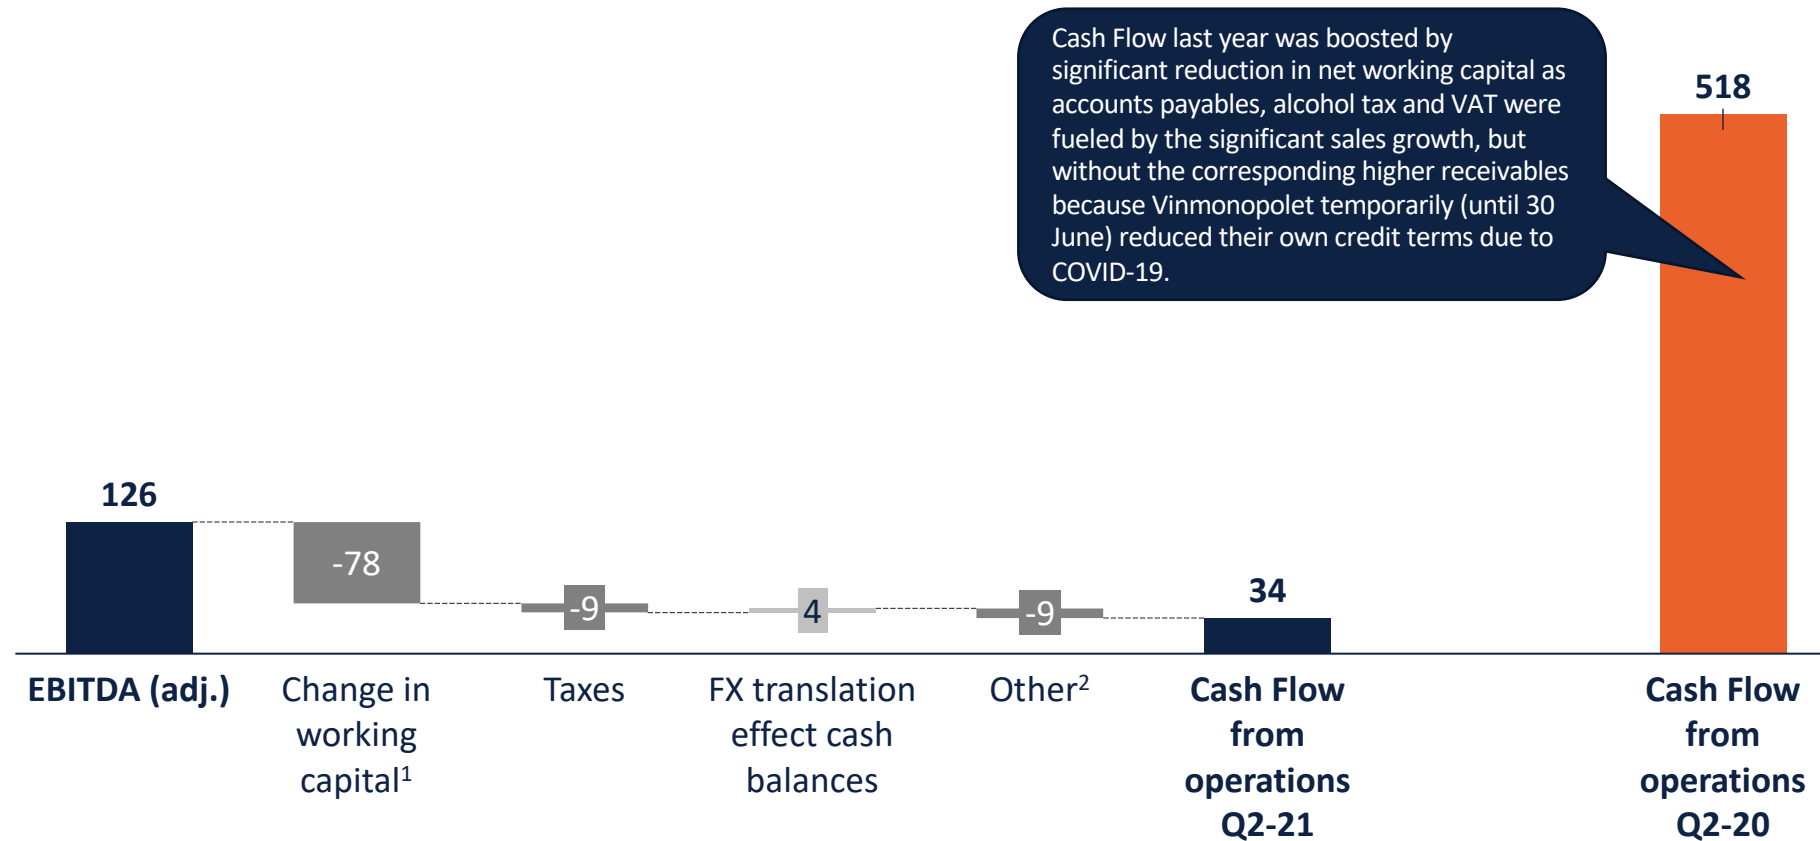 Cash Flow last year was boosted by
significant reduction in net working capital as
accounts payables, alcohol tax and VAT were
fueled by the significant sales growth, but
without the corresponding higher receivables
because Vinmonopolet temporarily (until 30
June) reduced their own credit terms due to
COVID-19.
518
126
-78
-9
4
-9
34
EBITDA (adj.)
Change in
working
capital¹
Taxes
FX translation
effect cash
balances
Other²
Cash Flow
from
operations
Q2-21
Cash Flow
from
operations
Q2-20